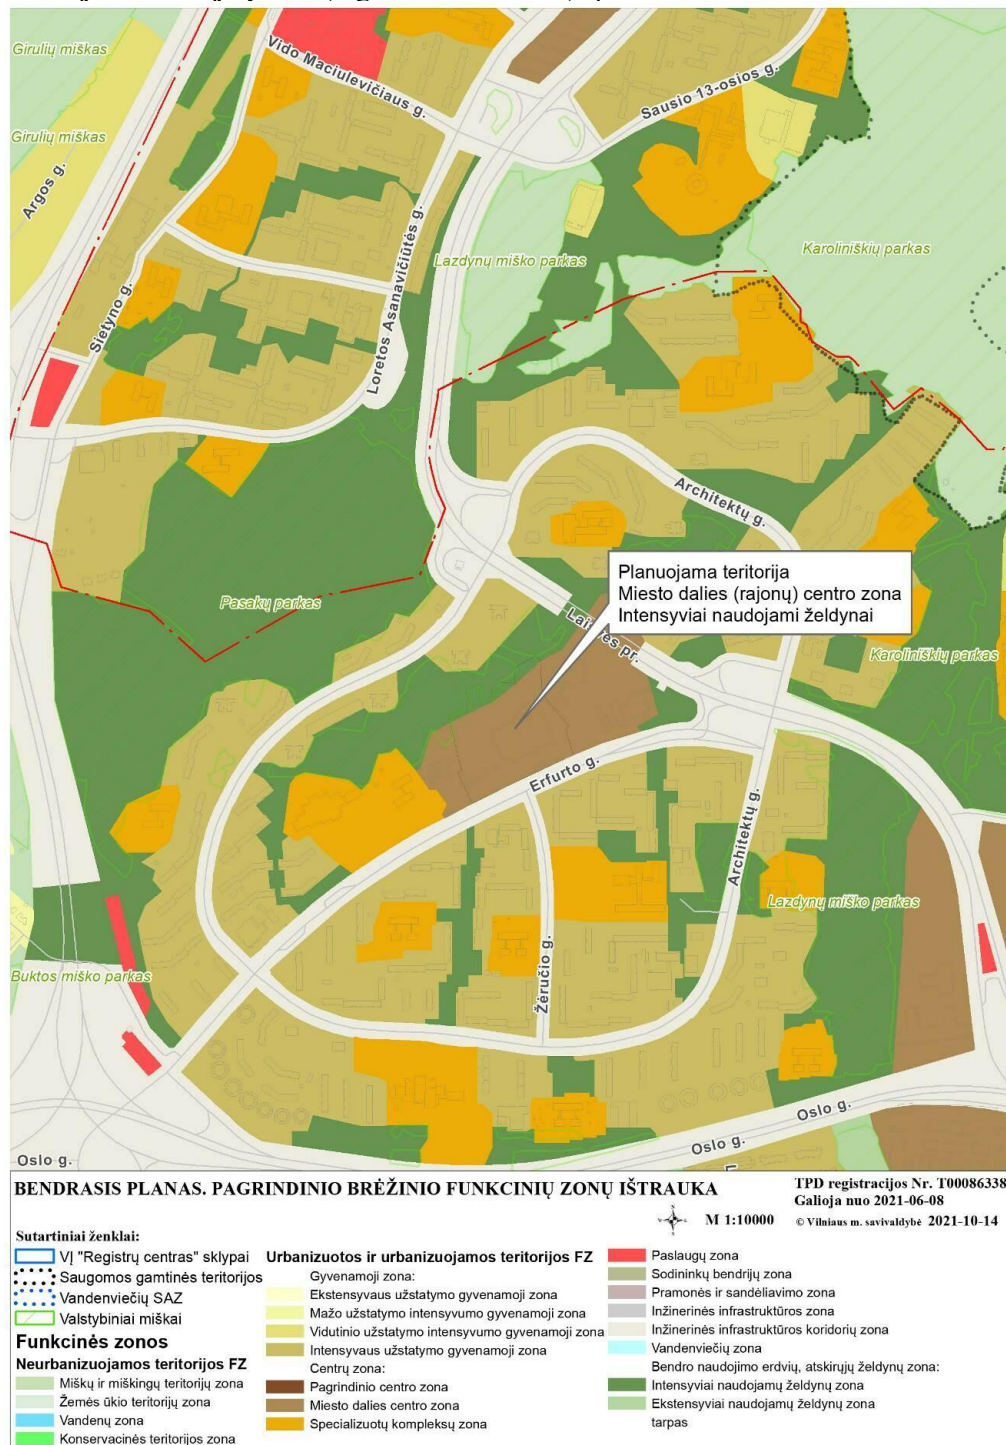 Girulių miškas
Vido Maciulevičiaus g.
Sausio 13-osios g.
Girulių miškas
Argos g.
Karoliniškių parkas
Lazdynų miško parkas
Sietyno g.
Loretos Asanavičiūtės g.
Architektų g.
Planuojama teritorija
Miesto dalies (rajonų) centro zona
Intensyviai naudojami želdynai
Pasakų parkas
Karoliniškių parkas
Erfurto g.
Architektų g.
Lazdynų miško parkas
Žėručio g.
Buktos miško parkas
Oslo g.
Oslo g.
Oslo g.
BENDRASIS PLANAS. PAGRINDINIO BRĖŽINIO FUNKCINIŲ ZONŲ IŠTRAUKA
TPD registracijos Nr. T00086338
Galioja nuo 2021-06-08
M 1:10000
© Vilniaus m. savivaldybė 2021-10-14
Sutartiniai ženklai:
VĮ "Registrų centras" sklypai
Saugomos gamtinės teritorijos
Vandenviečių SAZ
Valstybiniai miškai
Funkcinės zonos
Neurbanizuojamos teritorijos FZ
Miškų ir miškingų teritorijų zona
Žemės ūkio teritorijų zona
Vandenų zona
Konservacinės teritorijos zona
Urbanizuotos ir urbanizuojamos teritorijos FZ
Gyvenamoji zona:
Ekstensyvaus užstatymo gyvenamoji zona
Mažo užstatymo intensyvumo gyvenamoji zona
Vidutinio užstatymo intensyvumo gyvenamoji zona
Intensyvaus užstatymo gyvenamoji zona
Centrų zona:
Pagrindinio centro zona
Miesto dalies centro zona
Specializuotų kompleksų zona
Paslaugų zona
Sodininkų bendrijų zona
Pramonės ir sandėliavimo zona
Inžinerinės infrastruktūros zona
Inžinerinės infrastruktūros koridorių zona
Vandenviečių zona
Bendro naudojimo erdvių, atskirųjų želdynų zona:
Intensyviai naudojamų želdynų zona
Ekstensyviai naudojamų želdynų zona
tarpas